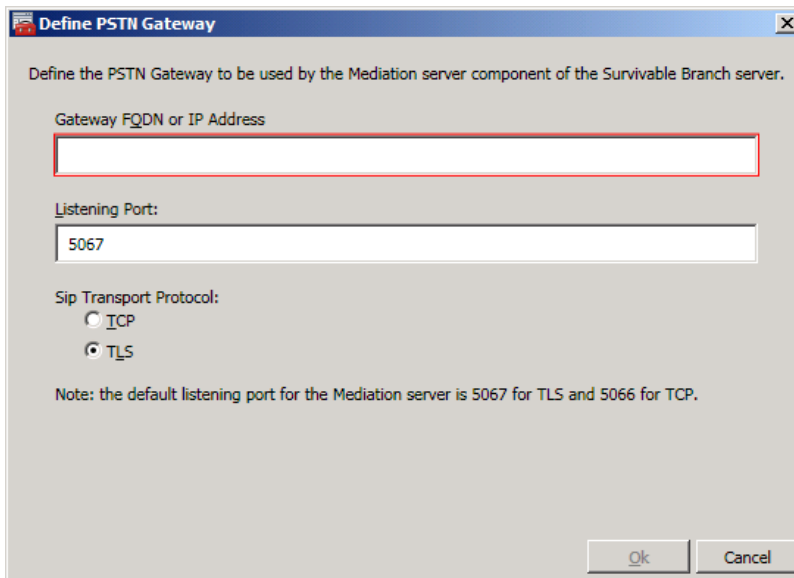 Define PSTN Gateway
Define the PSTN Gateway to be used by the Mediation server component of the Survivable Branch server.
Gateway FQDN or IP Address
Listening Port:
5067
Sip Transport Protocol:
TCP
TLS
Note: the default listening port for the Mediation server is 5067 for TLS and 5066 for TCP.
Ok
Cancel